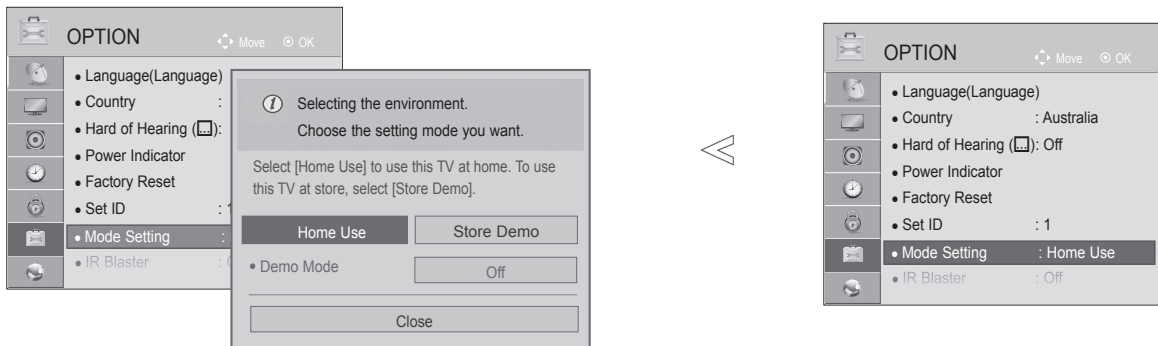 OPTION
Move OK
• Language(Language)
• Country :
• Hard of Hearing ( ):
• Power Indicator
• Factory Reset
• Set ID : 1
• Mode Setting :
• IR Blaster :
Selecting the environment.
Choose the setting mode you want.
Select [Home Use] to use this TV at home. To use
this TV at store, select [Store Demo].
Home Use Store Demo
• Demo Mode Off
Close
OPTION
Move OK
• Language(Language)
• Country : Australia
• Hard of Hearing ( ): Off
• Power Indicator
• Factory Reset
• Set ID : 1
• Mode Setting : Home Use
• IR Blaster : Off